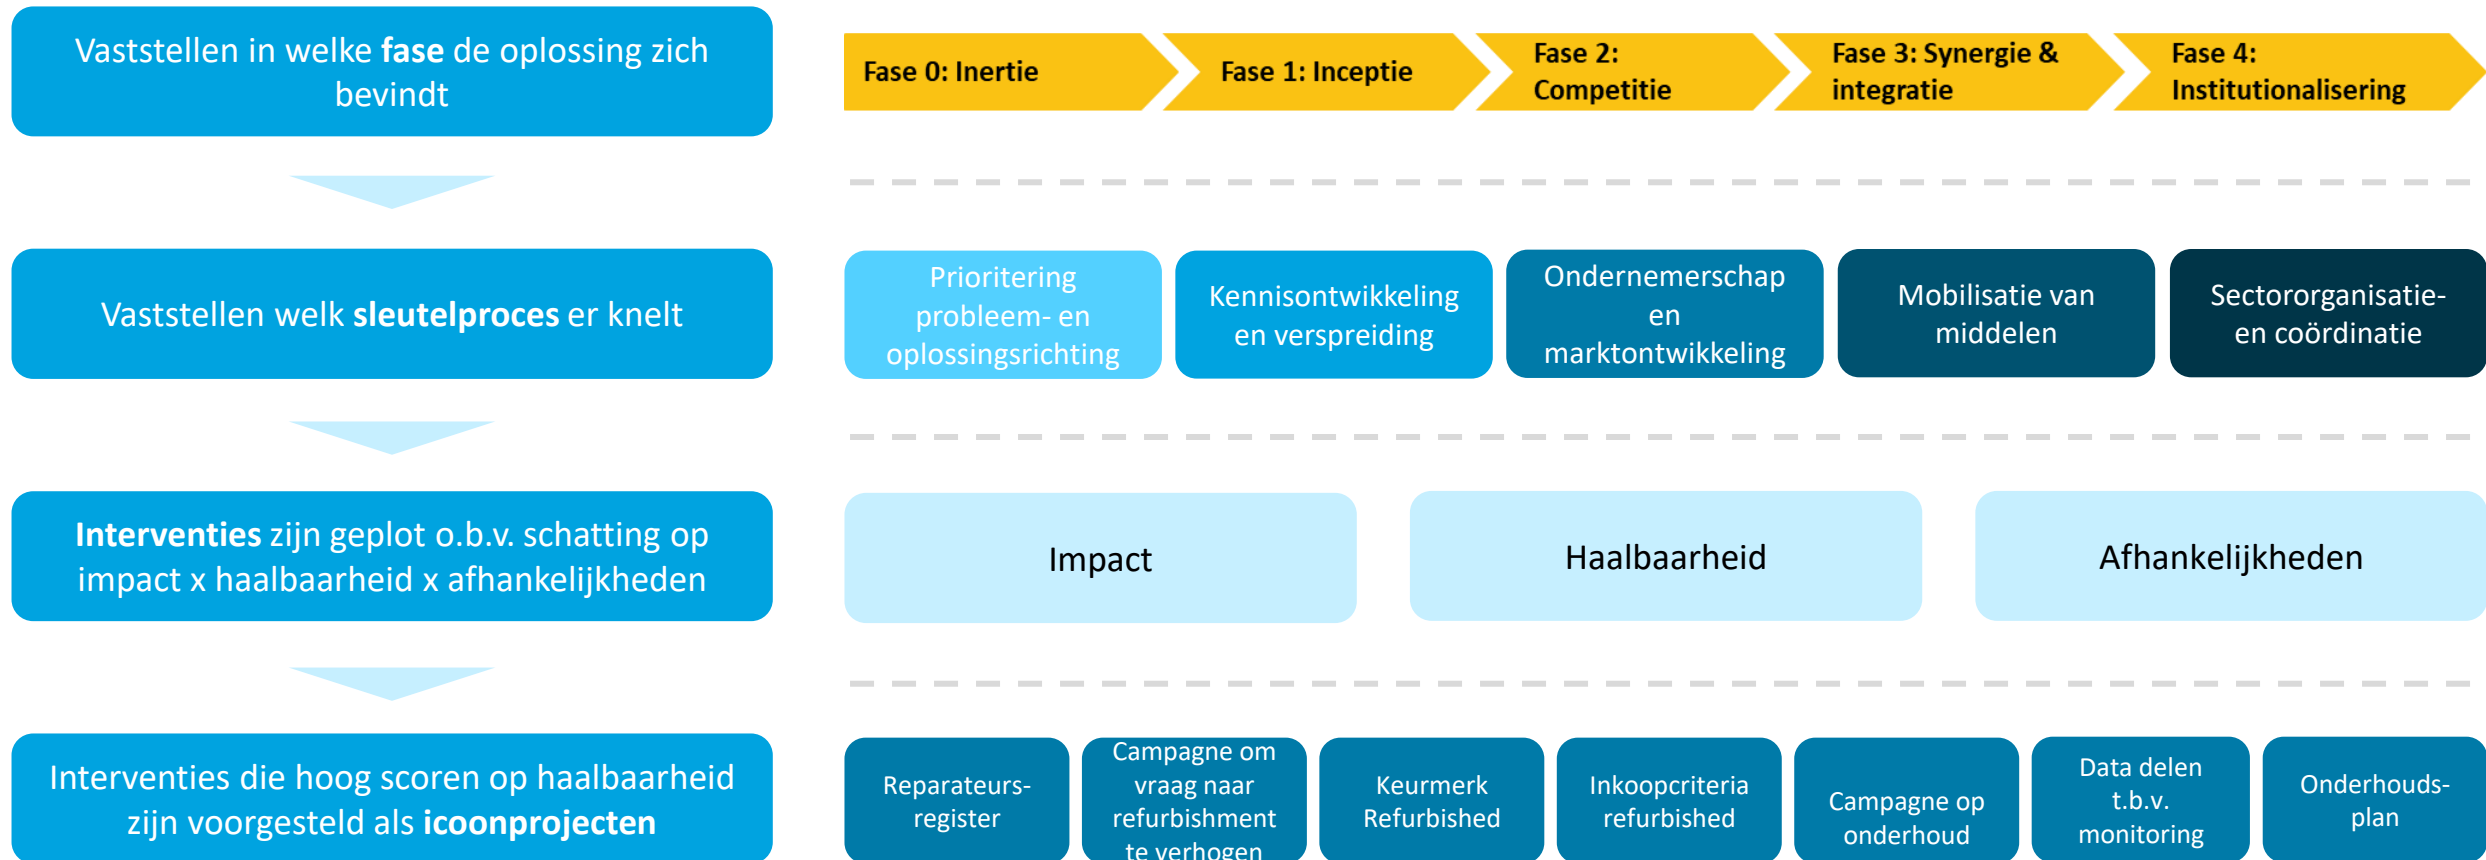 Vaststellen in welke fase de oplossing zich
bevindt
Fase 0: Inertie
Fase 1: Inceptie
Fase 2:
Competitie
Fase 3: Synergie &
integratie
Fase 4:
Institutionalisering
Vaststellen welk sleutelproces er knelt
Prioritering
probleem- en
oplossingsrichting
Kennisontwikkeling
en verspreiding
Ondernemerschap
en
marktontwikkeling
Mobilisatie van
middelen
Sectororganisatie-
en coördinatie
Interventies zijn geplot o.b.v. schatting op
impact x haalbaarheid x afhankelijkheden
Impact
Haalbaarheid
Afhankelijkheden
Interventies die hoog scoren op haalbaarheid
zijn voorgesteld als icoonprojecten
Reparateurs-
register
Campagne om
vraag naar
refurbishment
te verhogen
Keurmerk
Refurbished
Inkoopcriteria
refurbished
Campagne op
onderhoud
Data delen
t.b.v.
monitoring
Onderhouds-
plan